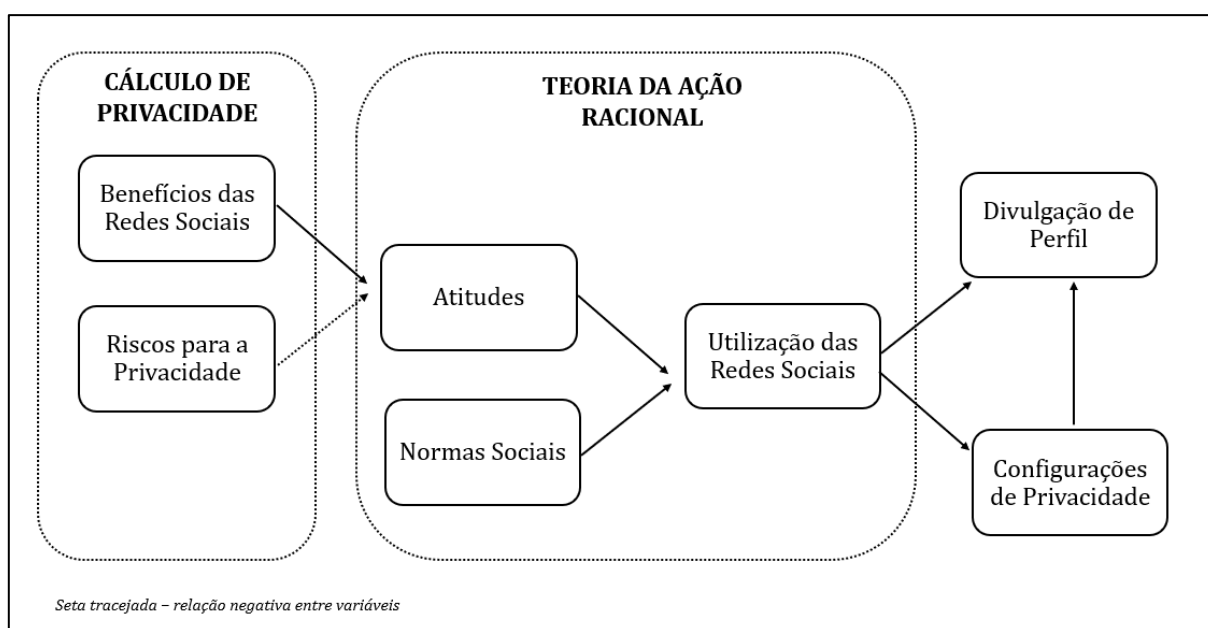 CÁLCULO DE
PRIVACIDADE
Benefícios das
Redes Sociais
Riscos para a
Privacidade
TEORIA DA AÇÃO
RACIONAL
Atitudes
Normas Sociais
Utilização das
Redes Sociais
Divulgação de
Perfil
Configurações
de Privacidade
Seta tracejada – relação negativa entre variáveis